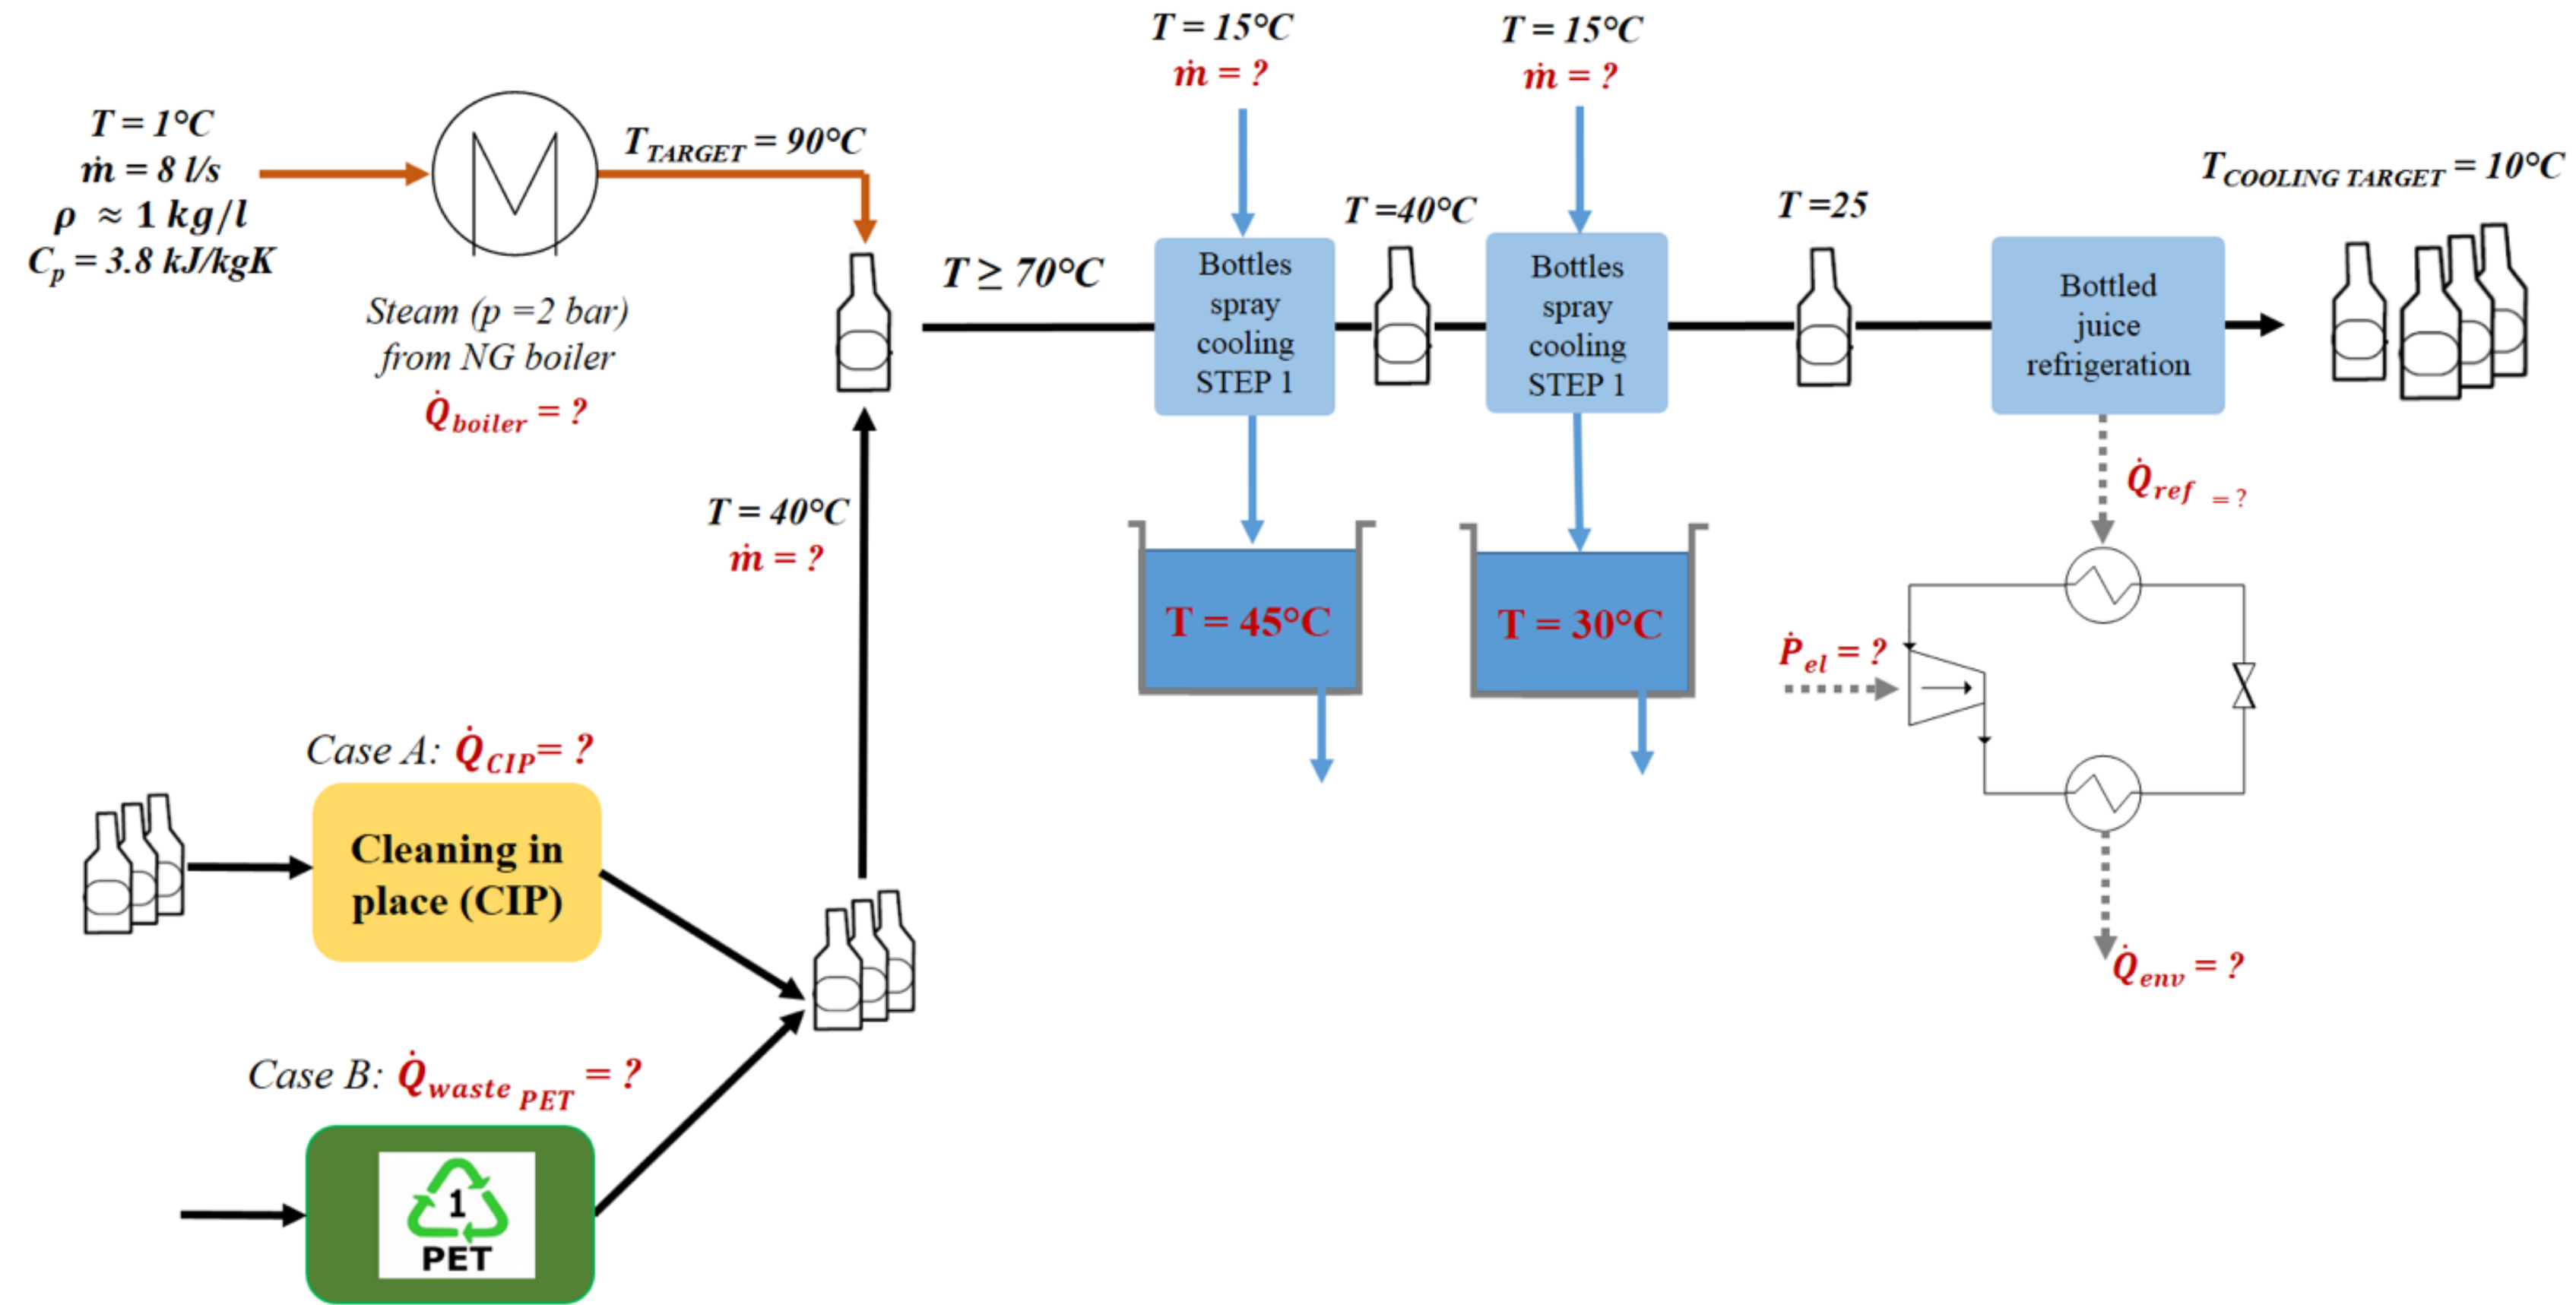 T = 1°C
ṁ = 8 l/s
ρ ≈ 1 kg/l
Cp = 3.8 kJ/kgK
T_TARGET = 90°C
Steam (p =2 bar)
from NG boiler
Q̇boiler = ?
T ≥ 70°C
T = 15°C
ṁ = ?
Bottles
spray
cooling
STEP 1
T =40°C
T = 15°C
ṁ = ?
Bottles
spray
cooling
STEP 1
T =25
Bottled
juice
refrigeration
T_COOLING TARGET = 10°C
T = 40°C
ṁ = ?
T = 45°C
T = 30°C
Q̇ref = ?
Ṗel = ?
Q̇env = ?
Case A: Q̇CIP= ?
Cleaning in
place (CIP)
Case B: Q̇waste PET = ?
1
PET